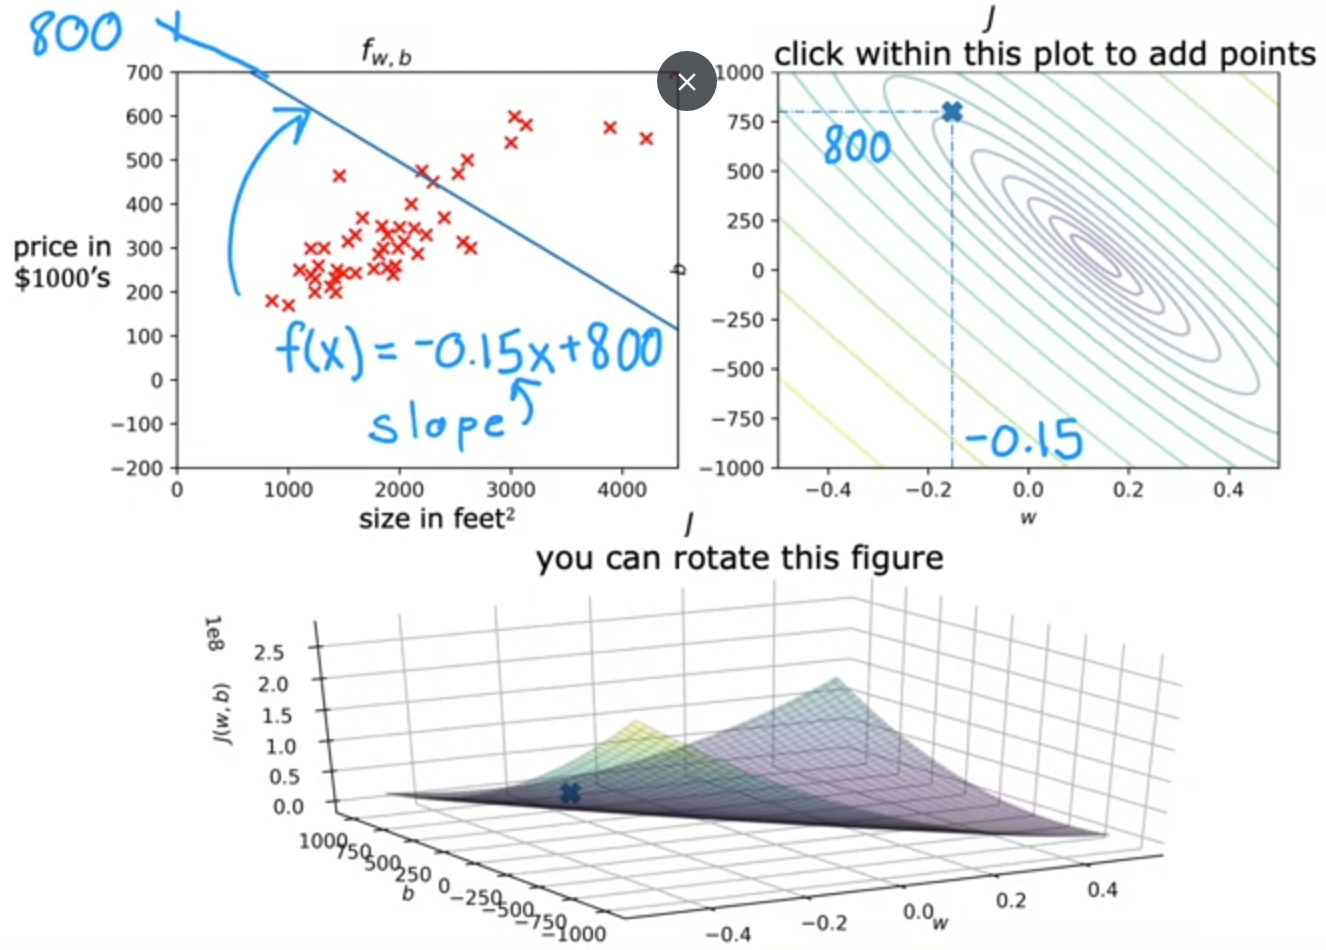 800
f_{w,b}
700
600
500
400
300
200
100
0
−100
−200
price in
$1000's
0 1000 2000 3000 4000
size in feet²
f(x) = -0.15x+800
slope
J
click within this plot to add points
1000
750
500
250
0
−250
−500
−750
−1000
b
800
-0.15
−0.4 −0.2 0.0 0.2 0.4
w
J
you can rotate this figure
1e8
2.5
2.0
1.5
1.0
0.5
0.0
J(w,b)
1000 750 500 250 0 −250 −500 −750 −1000
b
−0.4 −0.2 0.0 0.2 0.4
w